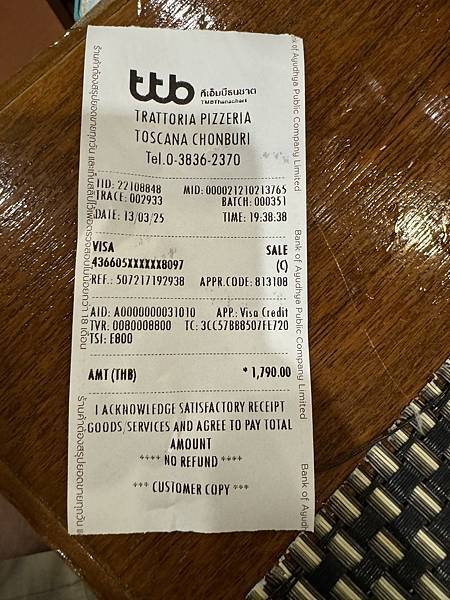 ttb ทีเอ็มบีธนชาต
TMBThanachart
TRATTORIA PIZZERIA
TOSCANA CHONBURI
Tel.0-3836-2370
TID: 22108848 MID: 000021210213765
TRACE: 002933 BATCH: 000351
DATE: 13/03/25 TIME: 19:38:38
VISA SALE
436605XXXXXX8097 (C)
REF.: 507217192938 APPR.CODE: 813108
AID: A0000000031010 APP.: Visa Credit
TVR: 0080008800 TC: 3CC57BB8507FE720
TSI: E800
AMT (THB) * 1,790.00
I ACKNOWLEDGE SATISFACTORY RECEIPT
GOODS, SERVICES AND AGREE TO PAY TOTAL
AMOUNT
**** NO REFUND ****
*** CUSTOMER COPY ***
k of Ayudhya Public Company Limited
Bank of Ayudhya Public Company Limited
Bank of Ayudh